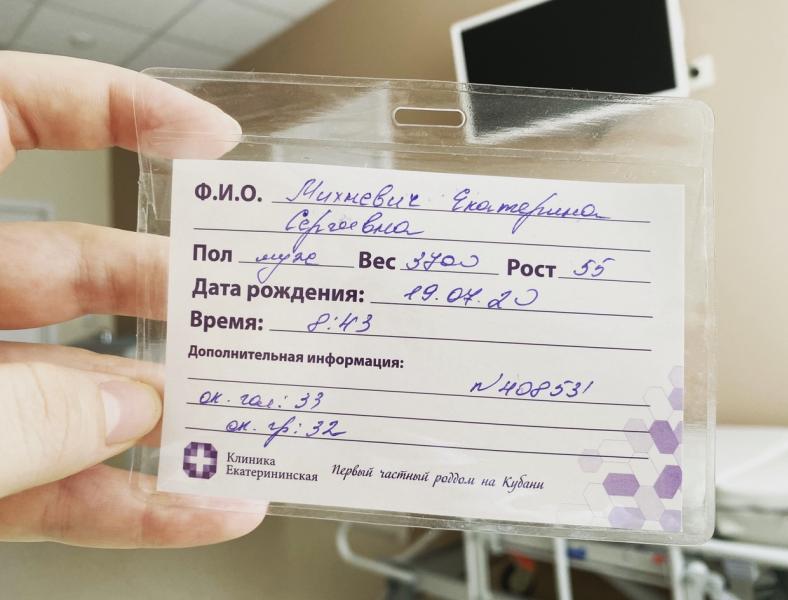 Ф.И.О. Михневич Екатерина
Сергеевна
Пол муж Вес 3700 Рост 55
Дата рождения: 19.07.20
Время: 8:43
Дополнительная информация:
N408531
ок. гол: 33
ок. гр: 32
Клиника
Екатерининская
Первый частный роддом на Кубани